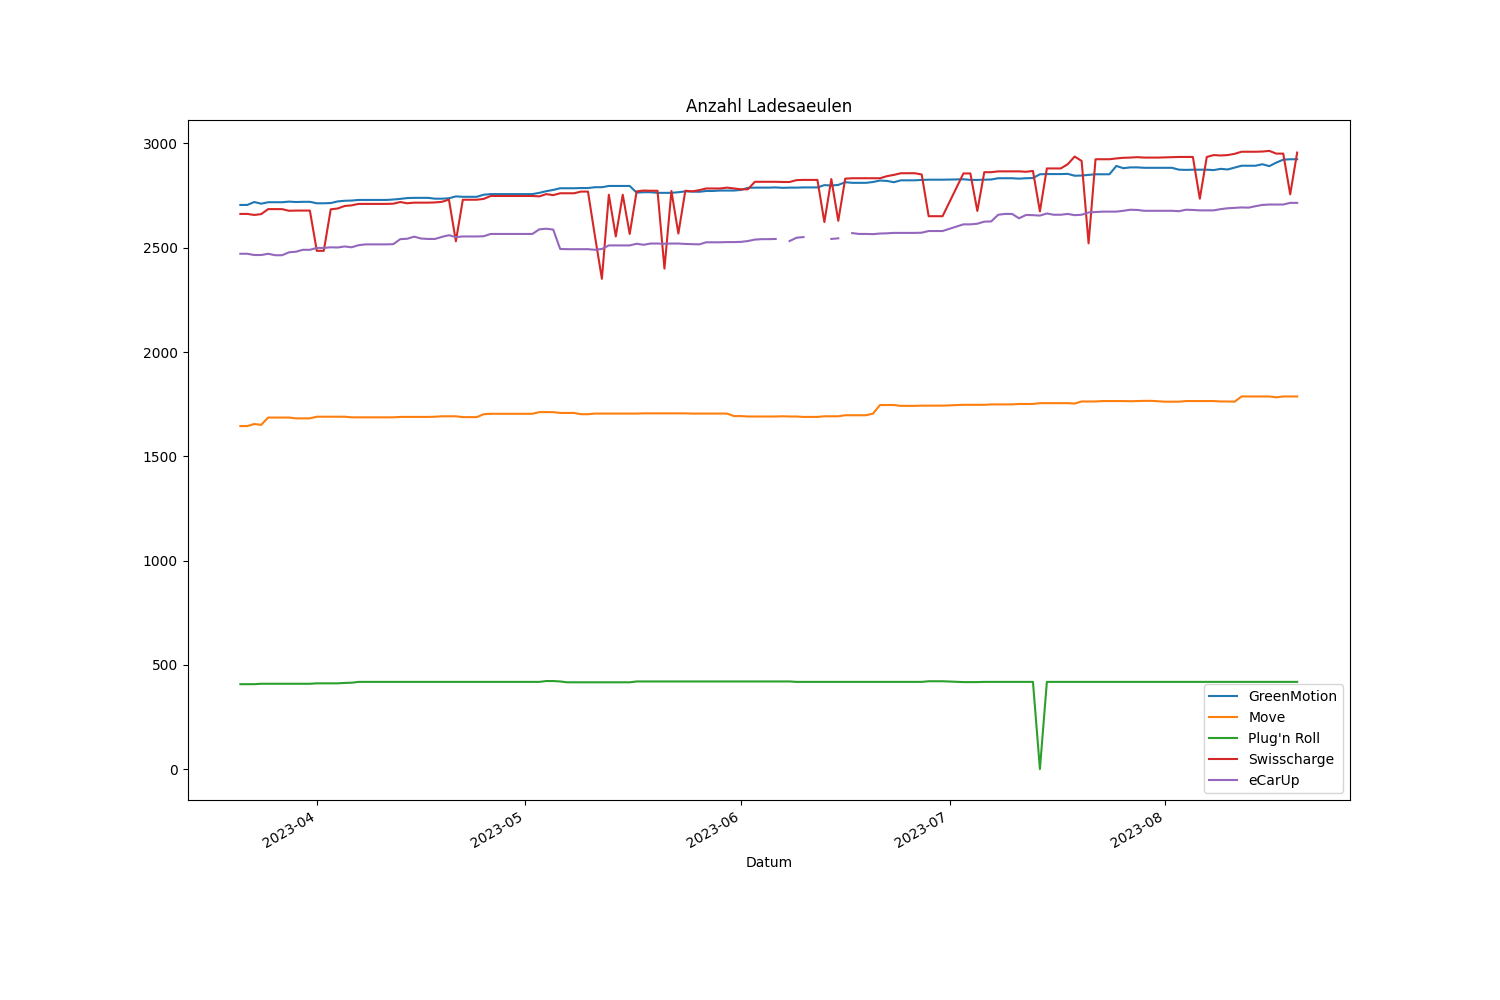 Anzahl Ladesaeulen
3000
2500
2000
1500
1000
500
0
GreenMotion
Move
Plug'n Roll
Swisscharge
eCarUp
2023-04
2023-05
2023-06
2023-07
2023-08
Datum